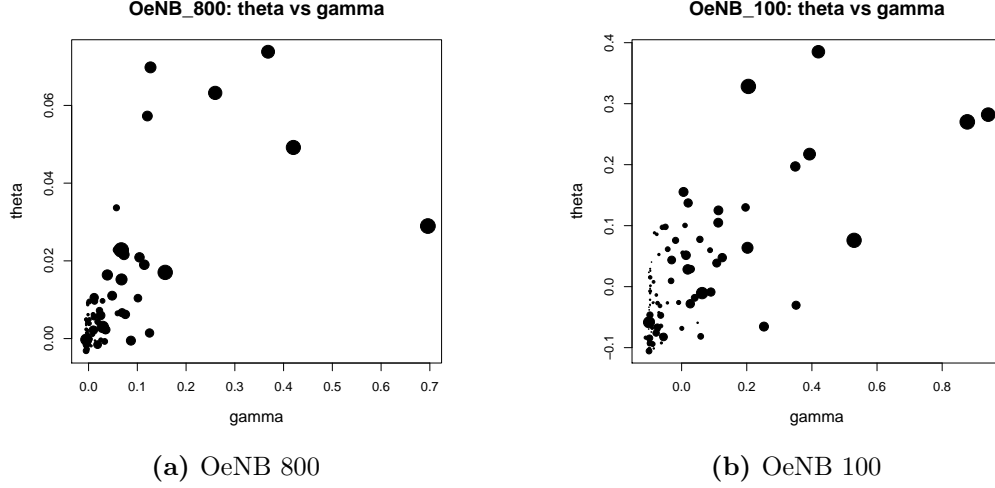 OeNB_800: theta vs gamma
theta
0.00
0.02
0.04
0.06
0.0 0.1 0.2 0.3 0.4 0.5 0.6 0.7
gamma
(a) OeNB 800
OeNB_100: theta vs gamma
theta
−0.1
0.0
0.1
0.2
0.3
0.4
0.0 0.2 0.4 0.6 0.8
gamma
(b) OeNB 100